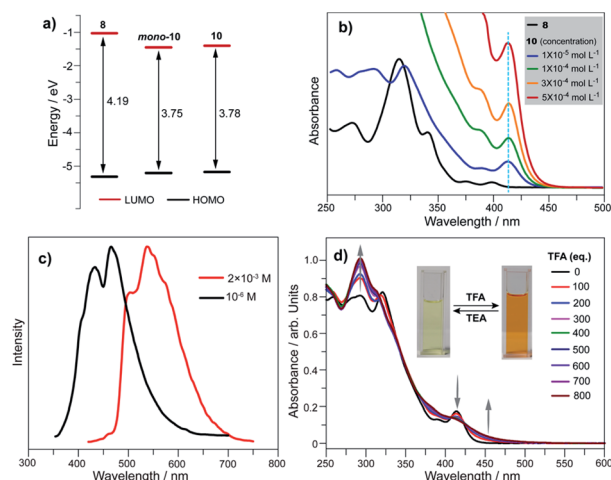 a)
8
mono-10
10
Energy / eV
-1
-2
-3
-4
-5
4.19
3.75
3.78
LUMO
HOMO
b)
Absorbance
8
10 (concentration)
1X10⁻⁵ mol L⁻¹
1X10⁻⁴ mol L⁻¹
3X10⁻⁴ mol L⁻¹
5X10⁻⁴ mol L⁻¹
250 300 350 400 450 500
Wavelength / nm
c)
Intensity
2×10⁻³ M
10⁻⁶ M
300 400 500 600 700 800
Wavelength / nm
d)
Absorbance / arb. Units
1.0
0.8
0.6
0.4
0.2
0
TFA
TEA
TFA (eq.)
0
100
200
300
400
500
600
700
800
250 300 350 400 450 500 550 600
Wavelength / nm